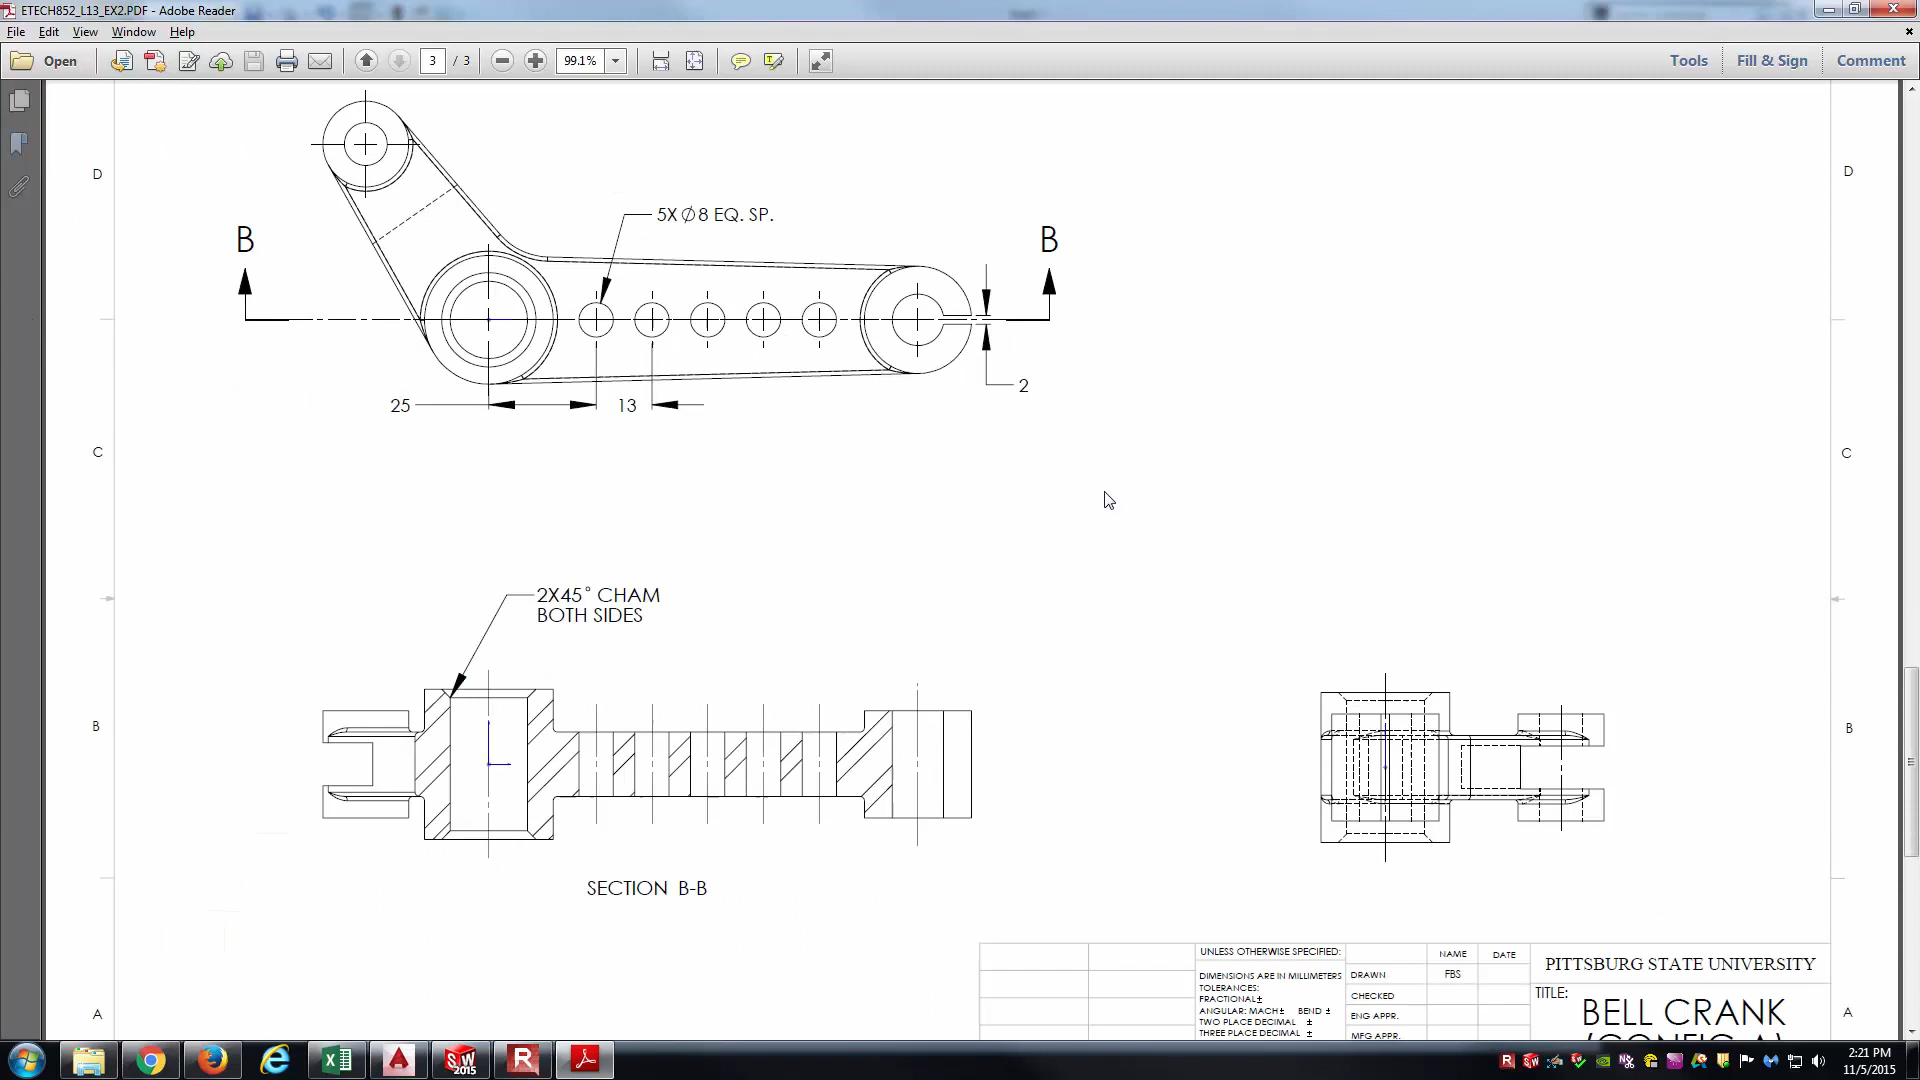 ETECH852_L13_EX2.PDF - Adobe Reader
File Edit View Window Help
Open 3 / 3 99.1% Tools Fill & Sign Comment
D D
5X Ø8 EQ. SP.
B B
25 13 2
C C
2X45° CHAM
BOTH SIDES
B B
SECTION B-B
UNLESS OTHERWISE SPECIFIED:
DIMENSIONS ARE IN MILLIMETERS
TOLERANCES:
FRACTIONAL±
ANGULAR: MACH± BEND ±
TWO PLACE DECIMAL ±
THREE PLACE DECIMAL ±
NAME DATE
DRAWN FBS
CHECKED
ENG APPR.
MFG APPR.
PITTSBURG STATE UNIVERSITY
TITLE:
BELL CRANK
(CONFIG A)
A A
SW
2015
2:21 PM
11/5/2015